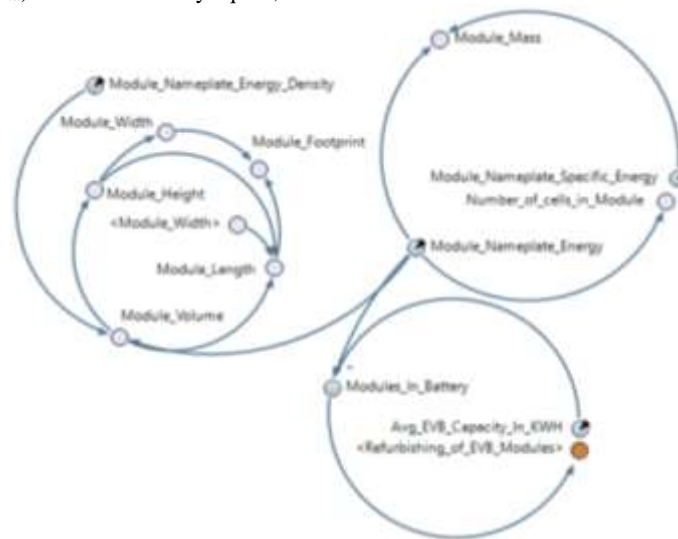 Module_Mass
Module_Nameplate_Energy_Density
Module_Width
Module_Footprint
Module_Nameplate_Specific_Energy
Module_Height
Number_of_cells_in_Module
<Module_Width>
Module_Nameplate_Energy
Module_Length
Module_Volume
-
Modules_In_Battery
Avg_EVB_Capacity_In_KWH
<Refurbishing_of_EVB_Modules>